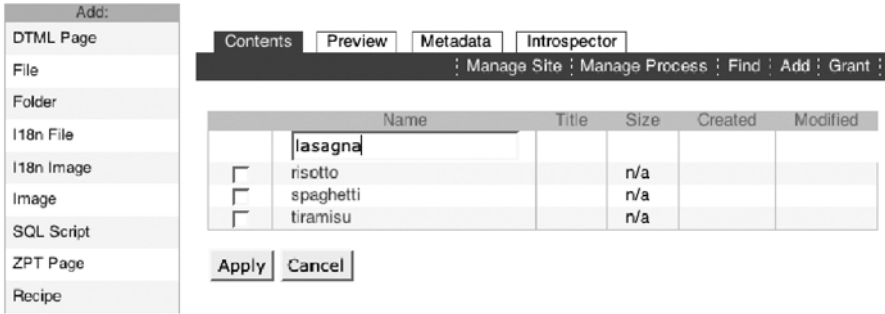 Add:
DTML Page
File
Folder
I18n File
I18n Image
Image
SQL Script
ZPT Page
Recipe
Contents Preview Metadata Introspector
Manage Site Manage Process Find Add Grant
Name Title Size Created Modified
lasagna
risotto n/a
spaghetti n/a
tiramisu n/a
Apply Cancel